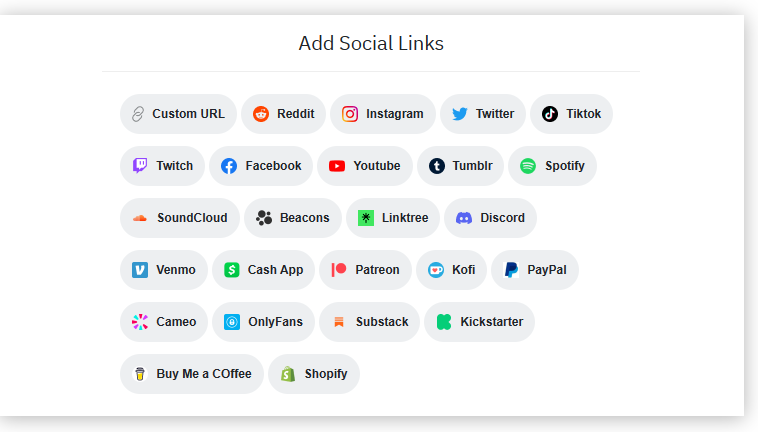 Add Social Links
Custom URL Reddit Instagram Twitter Tiktok
Twitch Facebook Youtube Tumblr Spotify
SoundCloud Beacons Linktree Discord
Venmo Cash App Patreon Kofi PayPal
Cameo OnlyFans Substack Kickstarter
Buy Me a COffee Shopify